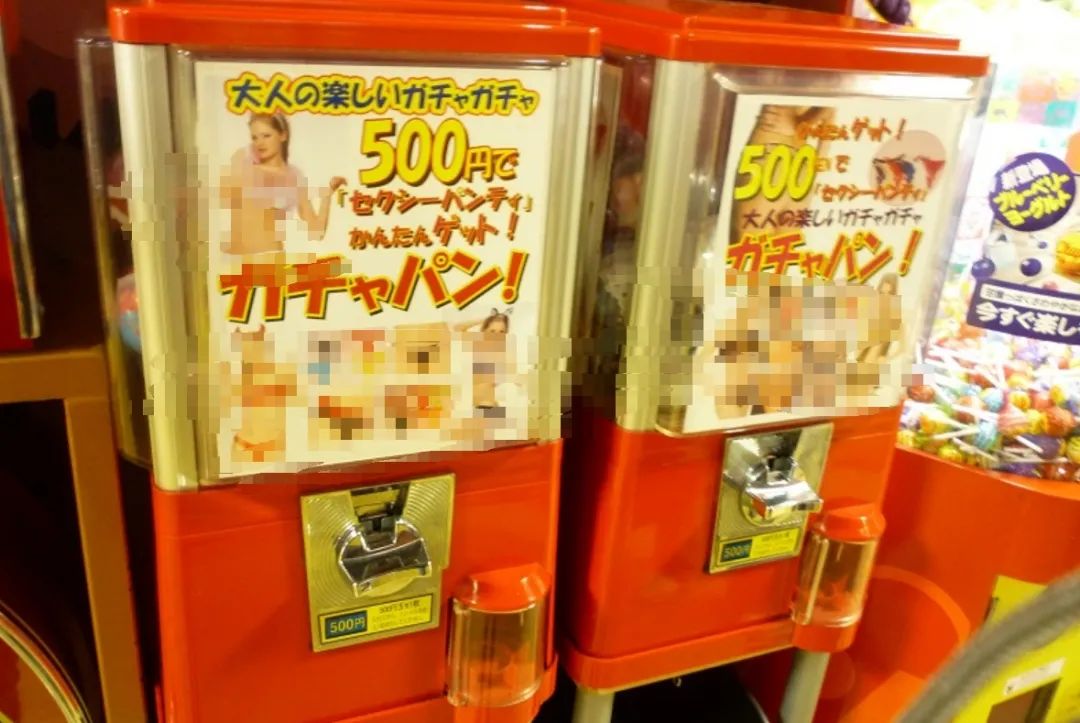 大人の楽しいガチャガチャ
500円で
「セクシーパンティ」
かんたんゲット！
ガチャパン！
500円
かんたんゲット！
500円で
「セクシーパンティ」
大人の楽しいガチャガチャ
ガチャパン！
500円
新登場
ブルーベリー
ヨーグルト
今すぐ楽し